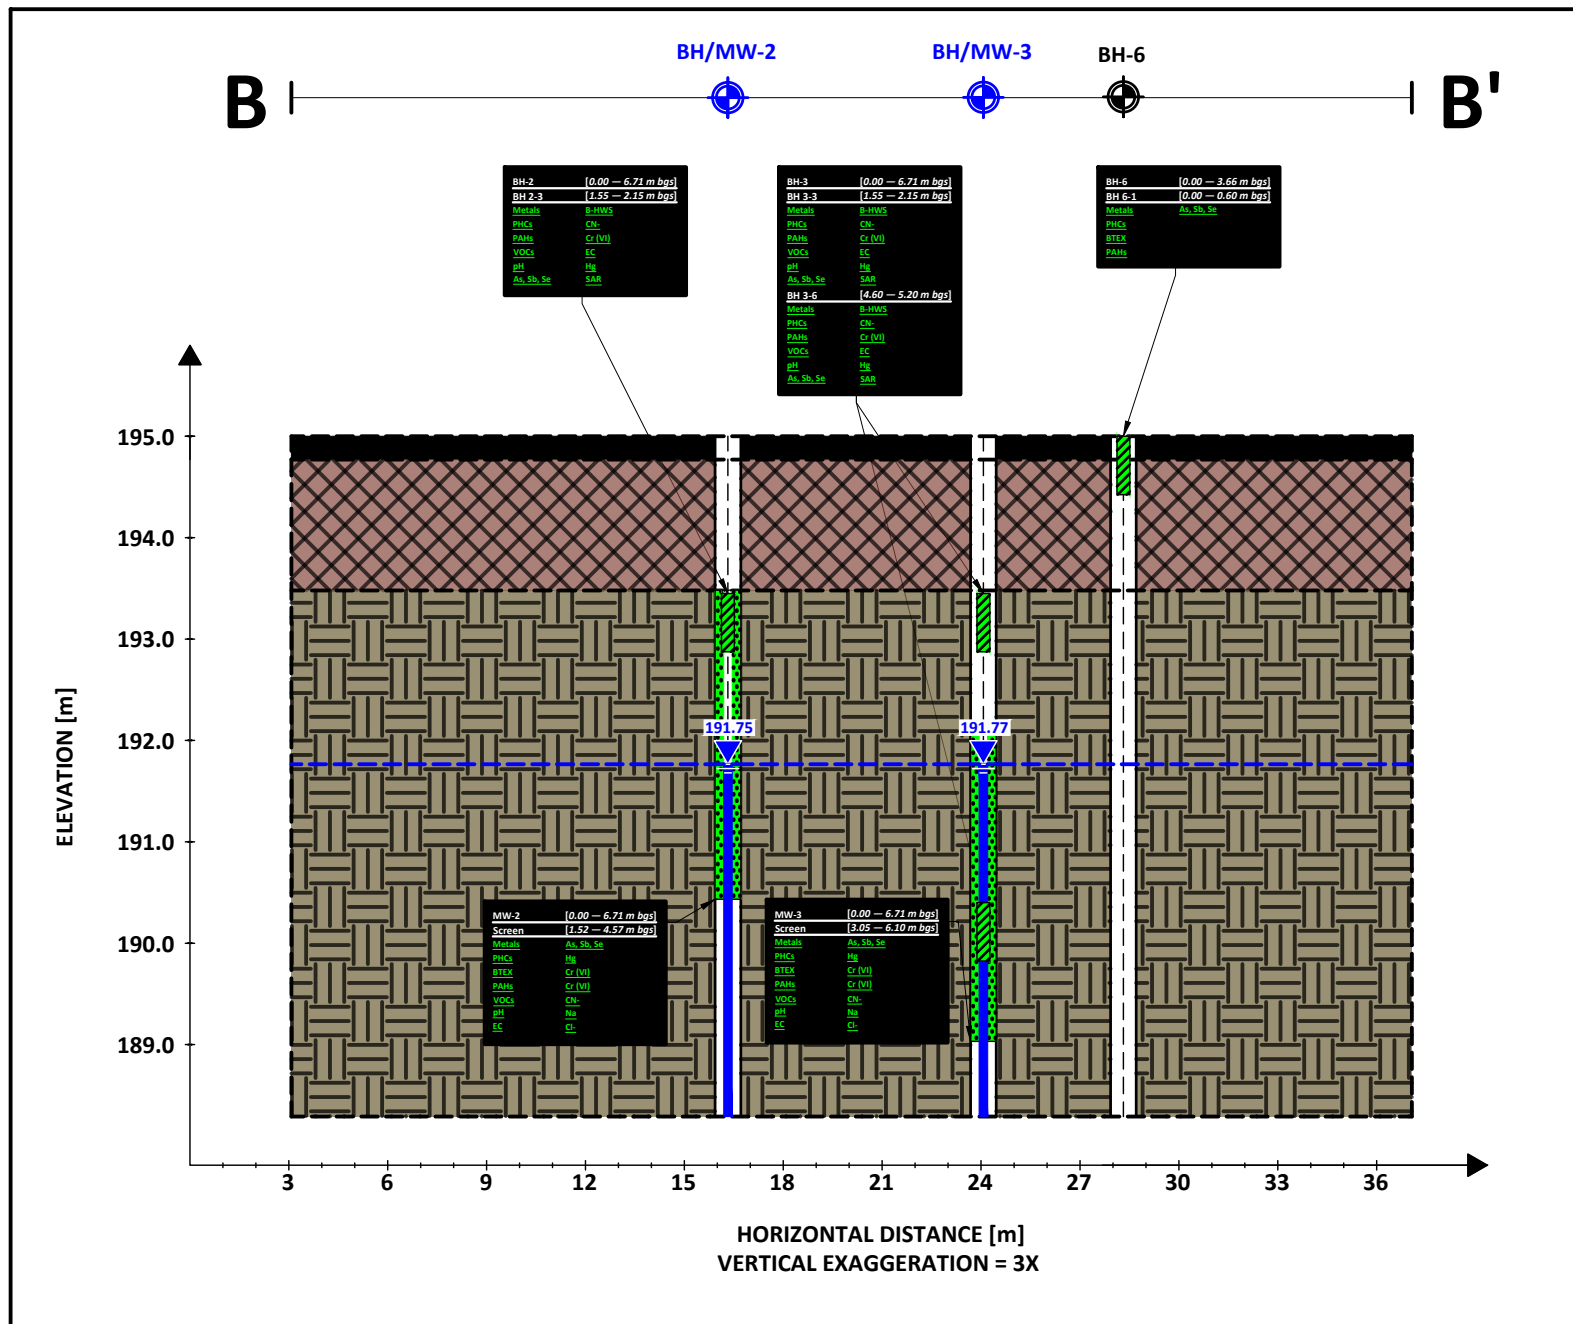 BH/MW-2 BH/MW-3 BH-6
B B'
BH-2 [0.00 — 6.71 m bgs]
BH 2-3 [1.55 — 2.15 m bgs]
Metals B-HWS
PHCs CN-
PAHs Cr (VI)
VOCs EC
pH Hg
As, Sb, Se SAR
BH-3 [0.00 — 6.71 m bgs]
BH 3-3 [1.55 — 2.15 m bgs]
Metals B-HWS
PHCs CN-
PAHs Cr (VI)
VOCs EC
pH Hg
As, Sb, Se SAR
BH 3-6 [4.60 — 5.20 m bgs]
Metals B-HWS
PHCs CN-
PAHs Cr (VI)
VOCs EC
pH Hg
As, Sb, Se SAR
BH-6 [0.00 — 3.66 m bgs]
BH 6-1 [0.00 — 0.60 m bgs]
Metals As, Sb, Se
PHCs
BTEX
PAHs
195.0
194.0
193.0
192.0
191.0
190.0
189.0
ELEVATION [m]
191.75
191.77
MW-2 [0.00 — 6.71 m bgs]
Screen [1.52 — 4.57 m bgs]
Metals As, Sb, Se
PHCs Hg
BTEX Cr (VI)
PAHs Cr (VI)
VOCs CN-
pH Na
EC Cl-
MW-3 [0.00 — 6.71 m bgs]
Screen [3.05 — 6.10 m bgs]
Metals As, Sb, Se
PHCs Hg
BTEX Cr (VI)
PAHs Cr (VI)
VOCs CN-
pH Na
EC Cl-
3 6 9 12 15 18 21 24 27 30 33 36
HORIZONTAL DISTANCE [m]
VERTICAL EXAGGERATION = 3X